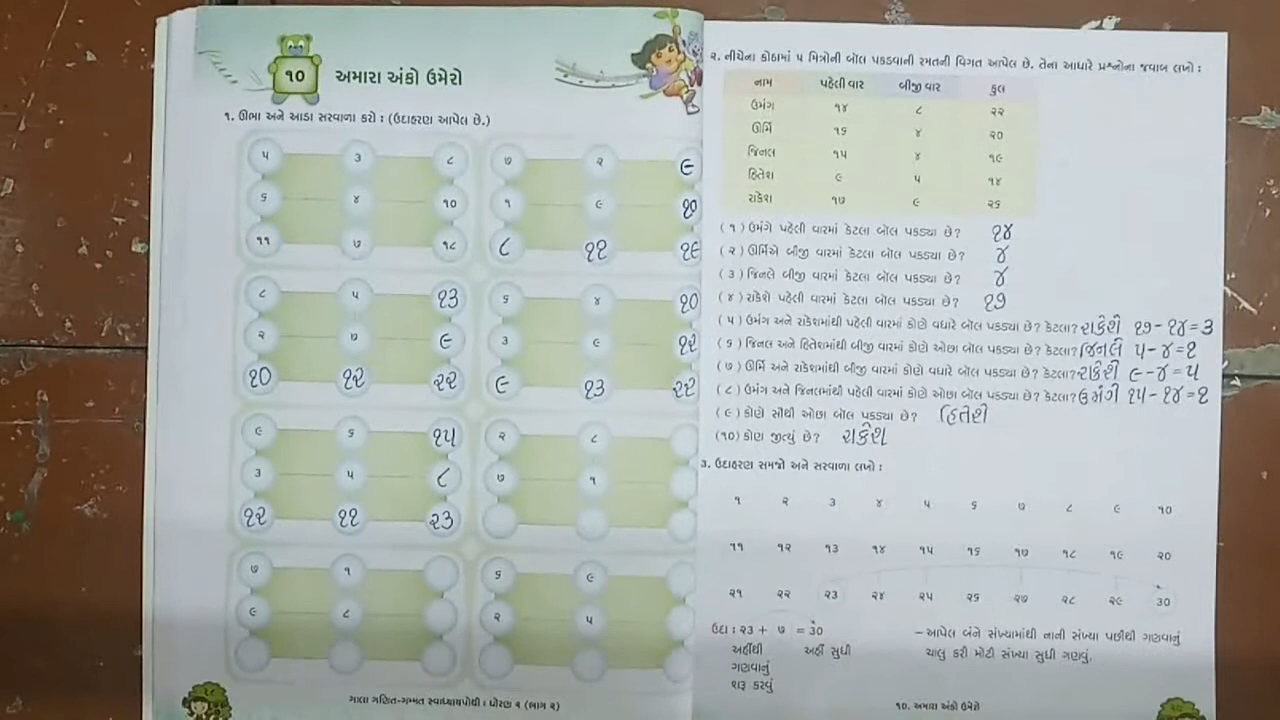 ૧૦
અમારા અંકો ઉમેરો
૧. ઊભા અને આડા સરવાળા કરો : (ઉદાહરણ આપેલ છે.)
૫ ૩ ૮
૬ ૪ ૧૦
૧૧ ૭ ૧૮
૭ ૨ ૯
૧ ૯ ૧૦
૮ ૧૧ ૧૯
૮ ૫ ૧૩
૨ ૭ ૯
૧૦ ૧૨ ૨૨
૬ ૪ ૧૦
૩ ૯ ૧૨
૯ ૧૩ ૨૨
૯ ૬ ૧૫
૩ ૫ ૮
૧૨ ૧૧ ૨૩
૨ ૮
૭ ૧
૭ ૧
૯ ૮
૬ ૯
૨ ૫
૨. નીચેના કોઠામાં ૫ મિત્રોની બૉલ પકડવાની રમતની વિગત આપેલ છે. તેના આધારે પ્રશ્નોના જવાબ લખો :
નામ પહેલી વાર બીજી વાર કુલ
ઉમંગ ૧૪ ૮ ૨૨
ઊર્મિ ૧૬ ૪ ૨૦
જિનલ ૧૫ ૪ ૧૯
હિતેશ ૯ ૫ ૧૪
રાકેશ ૧૭ ૯ ૨૬
(૧) ઉમંગે પહેલી વારમાં કેટલા બૉલ પકડ્યા છે? ૧૪
(૨) ઊર્મિએ બીજી વારમાં કેટલા બૉલ પકડ્યા છે? ૪
(૩) જિનલે બીજી વારમાં કેટલા બૉલ પકડ્યા છે? ૪
(૪) રાકેશે પહેલી વારમાં કેટલા બૉલ પકડ્યા છે? ૧૭
(૫) ઉમંગ અને રાકેશમાંથી પહેલી વારમાં કોણે વધારે બૉલ પકડ્યા છે? કેટલા? રાકેશે ૧૭-૧૪=૩
(૬) જિનલ અને હિતેશમાંથી બીજી વારમાં કોણે ઓછા બૉલ પકડ્યા છે? કેટલા? જિનલે ૫-૪=૧
(૭) ઊર્મિ અને રાકેશમાંથી બીજી વારમાં કોણે વધારે બૉલ પકડ્યા છે? કેટલા? રાકેશે ૯-૪=૫
(૮) ઉમંગ અને જિનલમાંથી પહેલી વારમાં કોણે ઓછા બૉલ પકડ્યા છે? કેટલા? ઉમંગે ૧૫-૧૪=૧
(૯) કોણે સૌથી ઓછા બૉલ પકડ્યા છે? હિતેશે
(૧૦) કોણ જીત્યું છે? રાકેશ
૩. ઉદાહરણ સમજો અને સરવાળા લખો :
૧ ૨ ૩ ૪ ૫ ૬ ૭ ૮ ૯ ૧૦
૧૧ ૧૨ ૧૩ ૧૪ ૧૫ ૧૬ ૧૭ ૧૮ ૧૯ ૨૦
૨૧ ૨૨ ૨૩ ૨૪ ૨૫ ૨૬ ૨૭ ૨૮ ૨૯ ૩૦
ઉદા : ૨૩ + ૭ = ૩૦
અહીંથી અહીં સુધી
ગણવાનું
શરૂ કરવું
– આપેલ બંને સંખ્યામાંથી નાની સંખ્યા પછીથી ગણવાનું
ચાલુ કરી મોટી સંખ્યા સુધી ગણવું.
૨૮
ગાલા ગણિત-ગમ્મત સ્વાધ્યાયપોથી : ધોરણ ૨ (ભાગ ૨)
૧૦. અમારા અંકો ઉમેરો